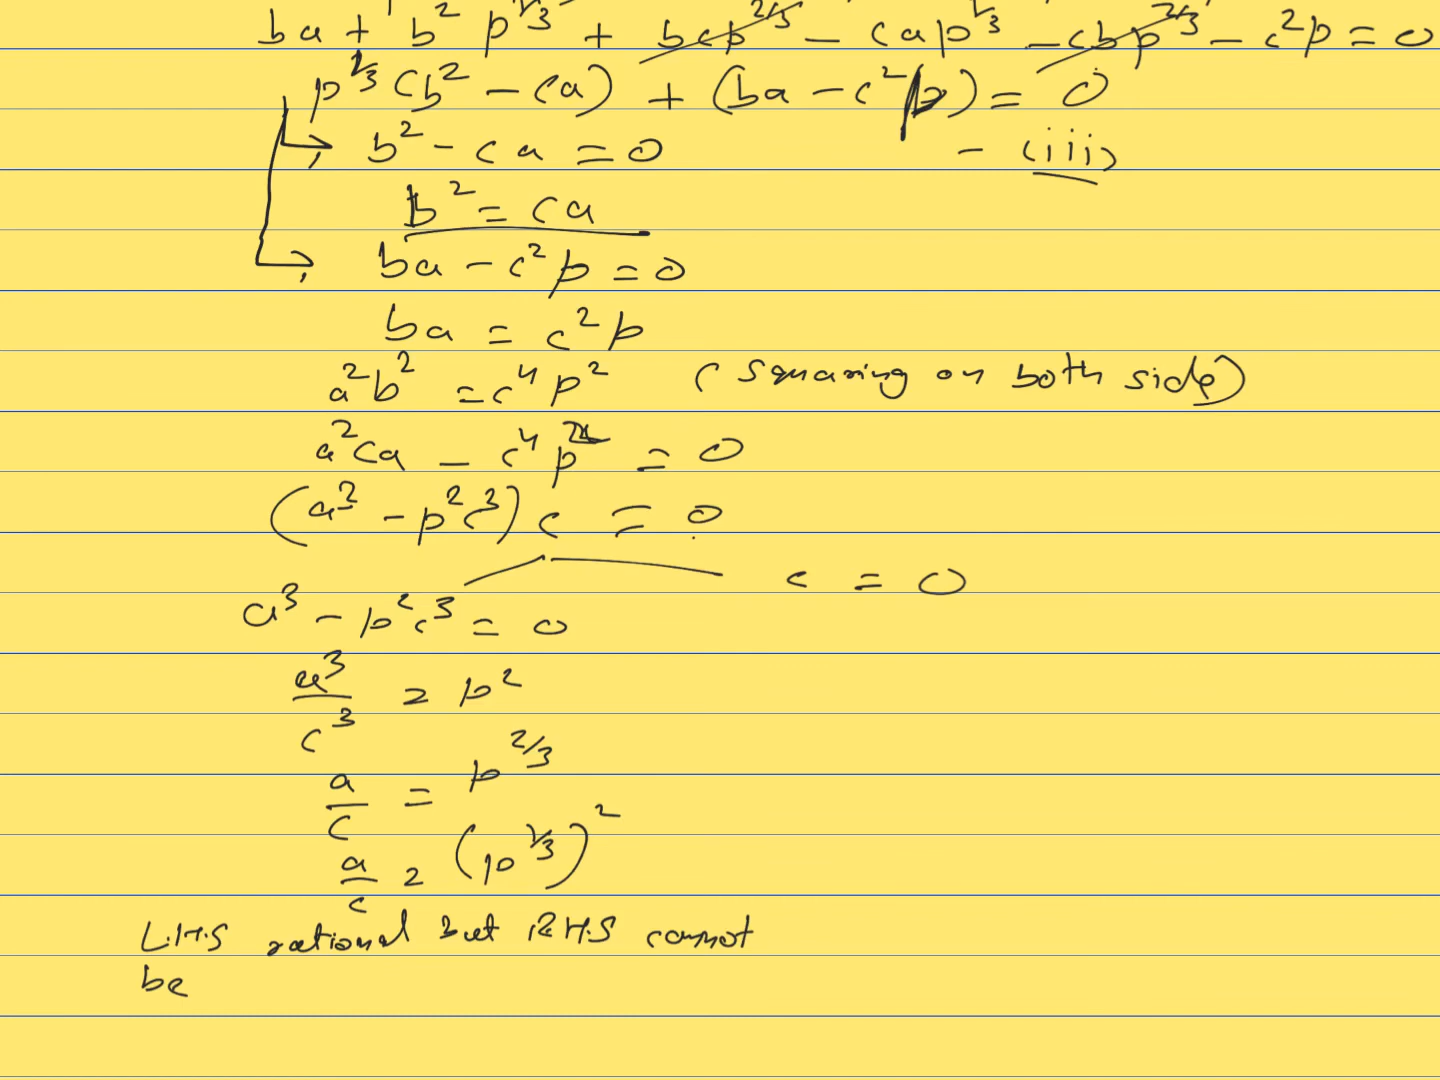 ba + b² p^1/3 + bcp^2/3 - cap^1/3 - cbp^2/3 - c²p = 0
p^1/3 (b² - ca) + (ba - c²p) = 0
→ b² - ca = 0 - (iii)
b² = ca
→ ba - c²p = 0
ba = c²p
a²b² = c⁴p² (squaring on both side)
a²ca - c⁴p² = 0
(a³ - p²c³) c = 0
c = 0
a³ - p²c³ = 0
a³/c³ = p²
a/c = p^2/3
a/c = (p^1/3)²
L.H.S rational but R.H.S cannot
be